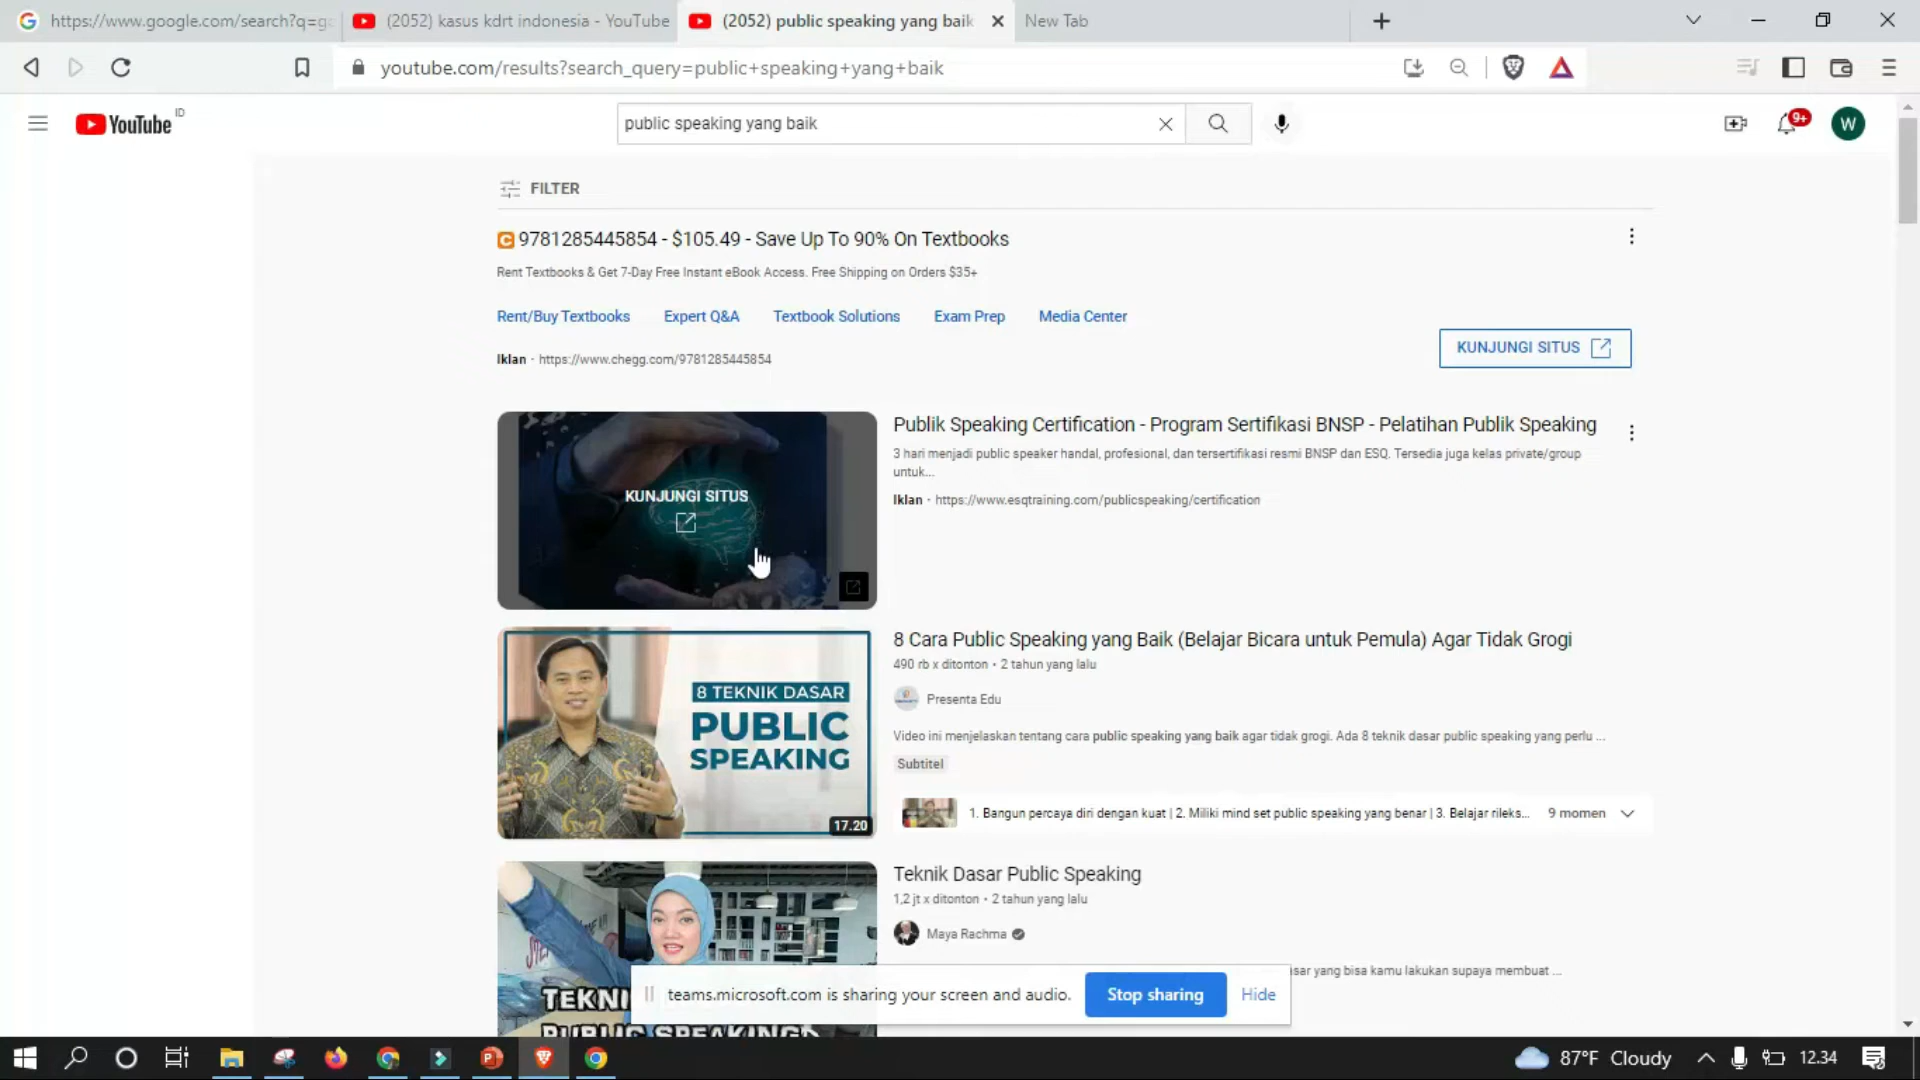 https://www.google.com/search?q=g
(2052) kasus kdrt indonesia - YouTube
(2052) public speaking yang baik
New Tab
youtube.com/results?search_query=public+speaking+yang+baik
YouTube
ID
public speaking yang baik
9+
W
FILTER
9781285445854 - $105.49 - Save Up To 90% On Textbooks
Rent Textbooks & Get 7-Day Free Instant eBook Access. Free Shipping on Orders $35+
Rent/Buy Textbooks
Expert Q&A
Textbook Solutions
Exam Prep
Media Center
KUNJUNGI SITUS
Iklan · https://www.chegg.com/9781285445854
KUNJUNGI SITUS
Publik Speaking Certification - Program Sertifikasi BNSP - Pelatihan Publik Speaking
3 hari menjadi public speaker handal, profesional, dan tersertifikasi resmi BNSP dan ESQ. Tersedia juga kelas private/group
untuk...
Iklan · https://www.esqtraining.com/publicspeaking/certification
8 TEKNIK DASAR
PUBLIC
SPEAKING
17.20
8 Cara Public Speaking yang Baik (Belajar Bicara untuk Pemula) Agar Tidak Grogi
490 rb x ditonton • 2 tahun yang lalu
Presenta Edu
Video ini menjelaskan tentang cara public speaking yang baik agar tidak grogi. Ada 8 teknik dasar public speaking yang perlu ...
Subtitel
1. Bangun percaya diri dengan kuat | 2. Miliki mind set public speaking yang benar | 3. Belajar rileks...
9 momen
Teknik Dasar Public Speaking
1,2 jt x ditonton • 2 tahun yang lalu
Maya Rachma
sar yang bisa kamu lakukan supaya membuat ...
TEKNI
PUBLIC SPEAKING
teams.microsoft.com is sharing your screen and audio.
Stop sharing
Hide
87°F Cloudy
12.34